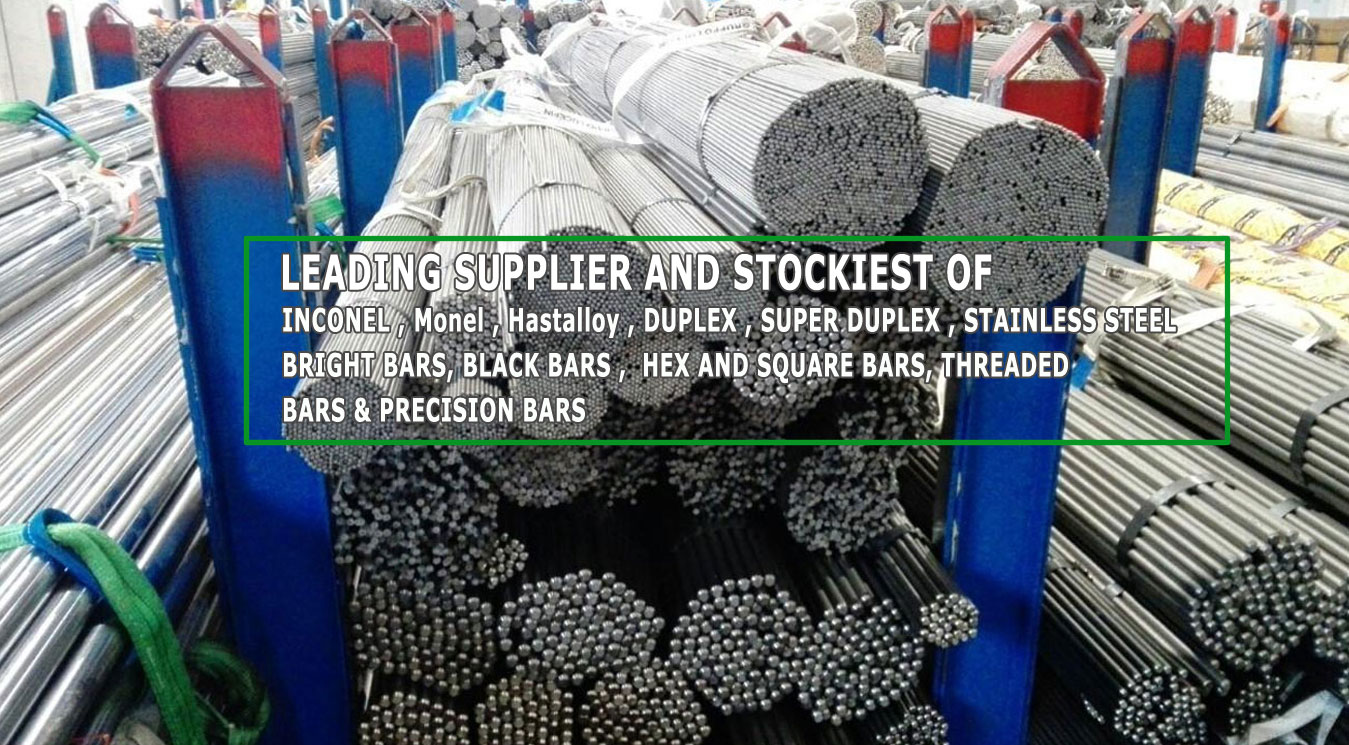 LEADING SUPPLIER AND STOCKIEST OF
INCONEL , Monel , Hastalloy , DUPLEX , SUPER DUPLEX , STAINLESS STEEL
BRIGHT BARS, BLACK BARS , HEX AND SQUARE BARS, THREADED
BARS & PRECISION BARS